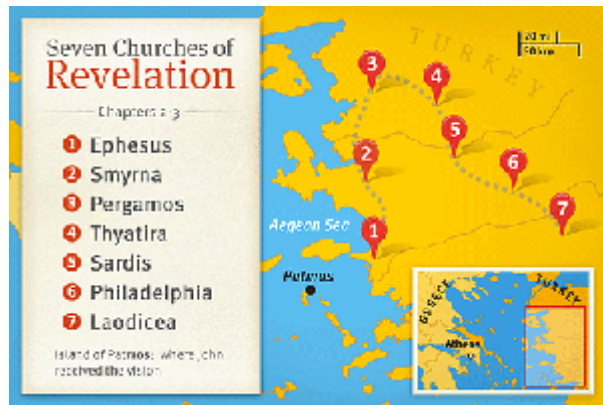 Seven Churches of
Revelation
Chapters 2-3
1 Ephesus
2 Smyrna
3 Pergamos
4 Thyatira
5 Sardis
6 Philadelphia
7 Laodicea
Island of Patmos: where John
received the vision
TURKEY
3
4
5
2
6
7
1
Aegean Sea
Patmos
GREECE
TURKEY
Athens